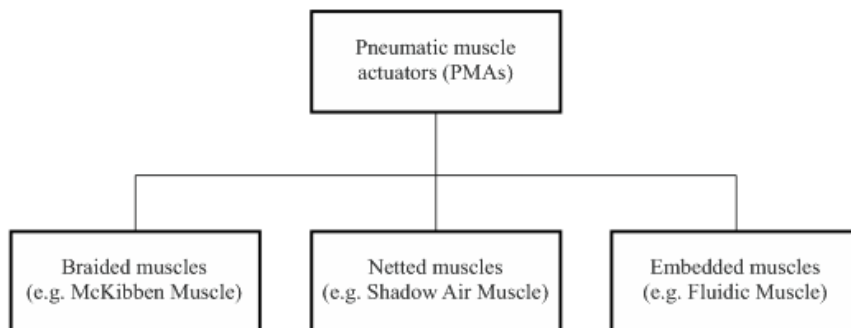 Pneumatic muscle
actuators (PMAs)
Braided muscles
(e.g. McKibben Muscle)
Netted muscles
(e.g. Shadow Air Muscle)
Embedded muscles
(e.g. Fluidic Muscle)